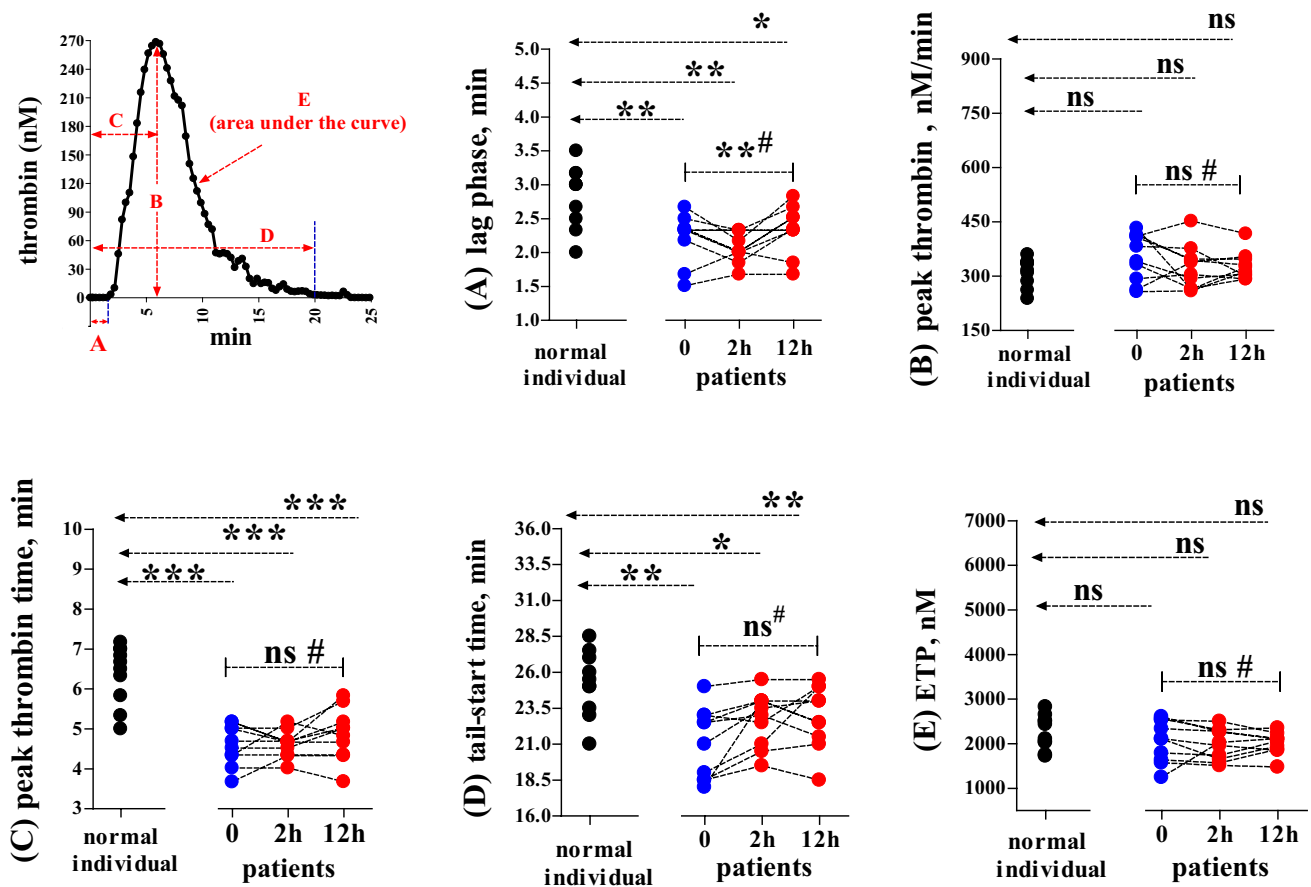 270
240
210
180
150
120
90
60
30
0
thrombin (nM)
5
10
15
20
25
min
A
B
C
D
E
(area under the curve)
(A) lag phase, min
5.0
4.5
4.0
3.5
3.0
2.5
2.0
1.5
1.0
*
**
**
**#
normal
individual
0 2h 12h
patients
(B) peak thrombin , nM/min
900
750
600
450
300
150
ns
ns
ns
ns #
normal
individual
0 2h 12h
patients
(C) peak thrombin time, min
10
9
8
7
6
5
4
3
***
***
***
ns #
normal
individual
0 2h 12h
patients
(D) tail-start time, min
36.0
33.5
31.0
28.5
26.0
23.5
21.0
18.5
16.0
**
*
**
ns#
normal
individual
0 2h 12h
patients
(E) ETP, nM
7000
6000
5000
4000
3000
2000
1000
ns
ns
ns
ns #
normal
individual
0 2h 12h
patients